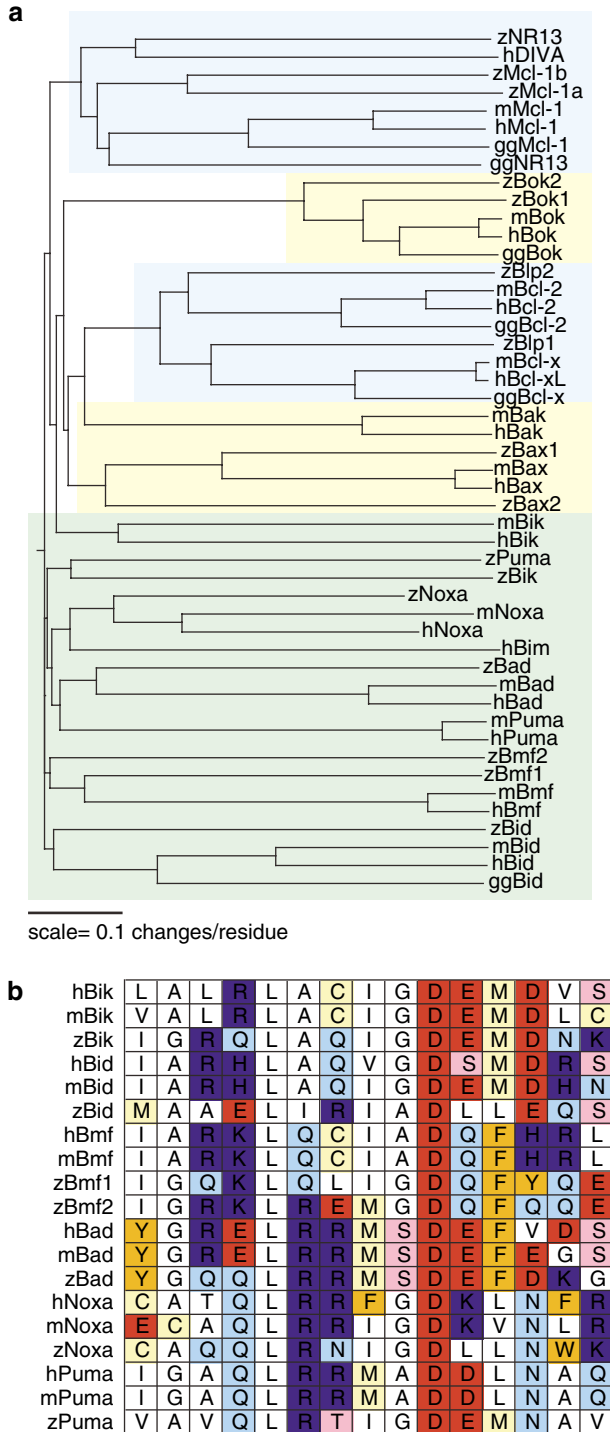 a
zNR13
hDIVA
zMcl-1b
zMcl-1a
mMcl-1
hMcl-1
ggMcl-1
ggNR13
zBok2
zBok1
mBok
hBok
ggBok
zBlp2
mBcl-2
hBcl-2
ggBcl-2
zBlp1
mBcl-x
hBcl-xL
ggBcl-x
mBak
hBak
zBax1
mBax
hBax
zBax2
mBik
hBik
zPuma
zBik
zNoxa
mNoxa
hNoxa
hBim
zBad
mBad
hBad
mPuma
hPuma
zBmf2
zBmf1
mBmf
hBmf
zBid
mBid
hBid
ggBid
scale= 0.1 changes/residue
b
hBik L A L R L A C I G D E M D V S
mBik V A L R L A C I G D E M D L C
zBik I G R Q L A Q I G D E M D N K
hBid I A R H L A Q V G D S M D R S
mBid I A R H L A Q I G D E M D H N
zBid M A A E L I R I A D L L E Q S
hBmf I A R K L Q C I A D Q F H R L
mBmf I A R K L Q C I A D Q F H R L
zBmf1 I G Q K L Q L I G D Q F Y Q E
zBmf2 I G R K L R E M G D Q F Q Q E
hBad Y G R E L R R M S D E F V D S
mBad Y G R E L R R M S D E F E G S
zBad Y G Q Q L R R M S D E F D K G
hNoxa C A T Q L R R F G D K L N F R
mNoxa E C A Q L R R I G D K V N L R
zNoxa C A Q Q L R N I G D L L N W K
hPuma I G A Q L R R M A D D L N A Q
mPuma I G A Q L R R M A D D L N A Q
zPuma V A V Q L R T I G D E M N A V